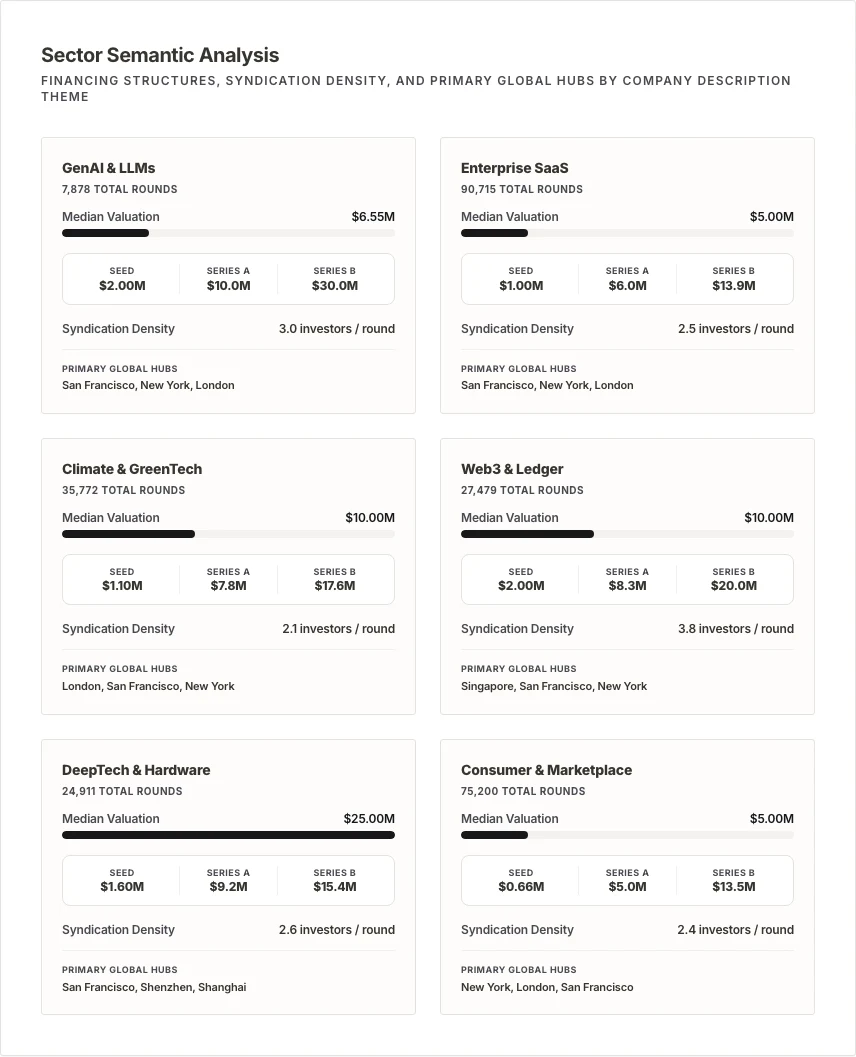 Sector Semantic Analysis
FINANCING STRUCTURES, SYNDICATION DENSITY, AND PRIMARY GLOBAL HUBS BY COMPANY DESCRIPTION
THEME
GenAI & LLMs
7,878 TOTAL ROUNDS
Median Valuation $6.55M
SEED SERIES A SERIES B
$2.00M $10.0M $30.0M
Syndication Density 3.0 investors / round
PRIMARY GLOBAL HUBS
San Francisco, New York, London
Enterprise SaaS
90,715 TOTAL ROUNDS
Median Valuation $5.00M
SEED SERIES A SERIES B
$1.00M $6.0M $13.9M
Syndication Density 2.5 investors / round
PRIMARY GLOBAL HUBS
San Francisco, New York, London
Climate & GreenTech
35,772 TOTAL ROUNDS
Median Valuation $10.00M
SEED SERIES A SERIES B
$1.10M $7.8M $17.6M
Syndication Density 2.1 investors / round
PRIMARY GLOBAL HUBS
London, San Francisco, New York
Web3 & Ledger
27,479 TOTAL ROUNDS
Median Valuation $10.00M
SEED SERIES A SERIES B
$2.00M $8.3M $20.0M
Syndication Density 3.8 investors / round
PRIMARY GLOBAL HUBS
Singapore, San Francisco, New York
DeepTech & Hardware
24,911 TOTAL ROUNDS
Median Valuation $25.00M
SEED SERIES A SERIES B
$1.60M $9.2M $15.4M
Syndication Density 2.6 investors / round
PRIMARY GLOBAL HUBS
San Francisco, Shenzhen, Shanghai
Consumer & Marketplace
75,200 TOTAL ROUNDS
Median Valuation $5.00M
SEED SERIES A SERIES B
$0.66M $5.0M $13.5M
Syndication Density 2.4 investors / round
PRIMARY GLOBAL HUBS
New York, London, San Francisco